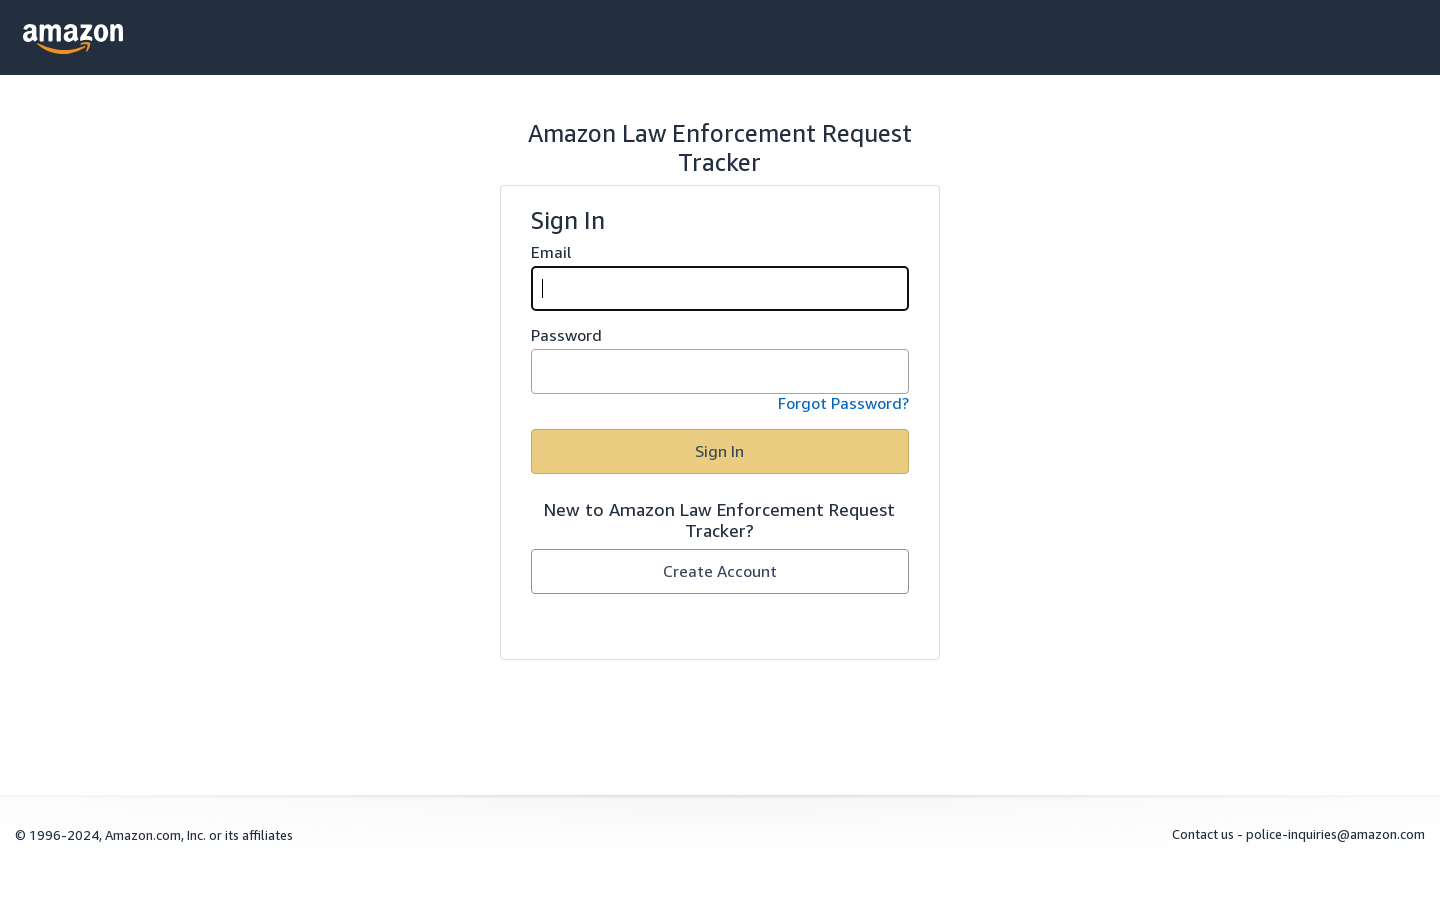 amazon
Amazon Law Enforcement Request
Tracker
Sign In
Email
Password
Forgot Password?
Sign In
New to Amazon Law Enforcement Request
Tracker?
Create Account
© 1996-2024, Amazon.com, Inc. or its affiliates
Contact us - police-inquiries@amazon.com